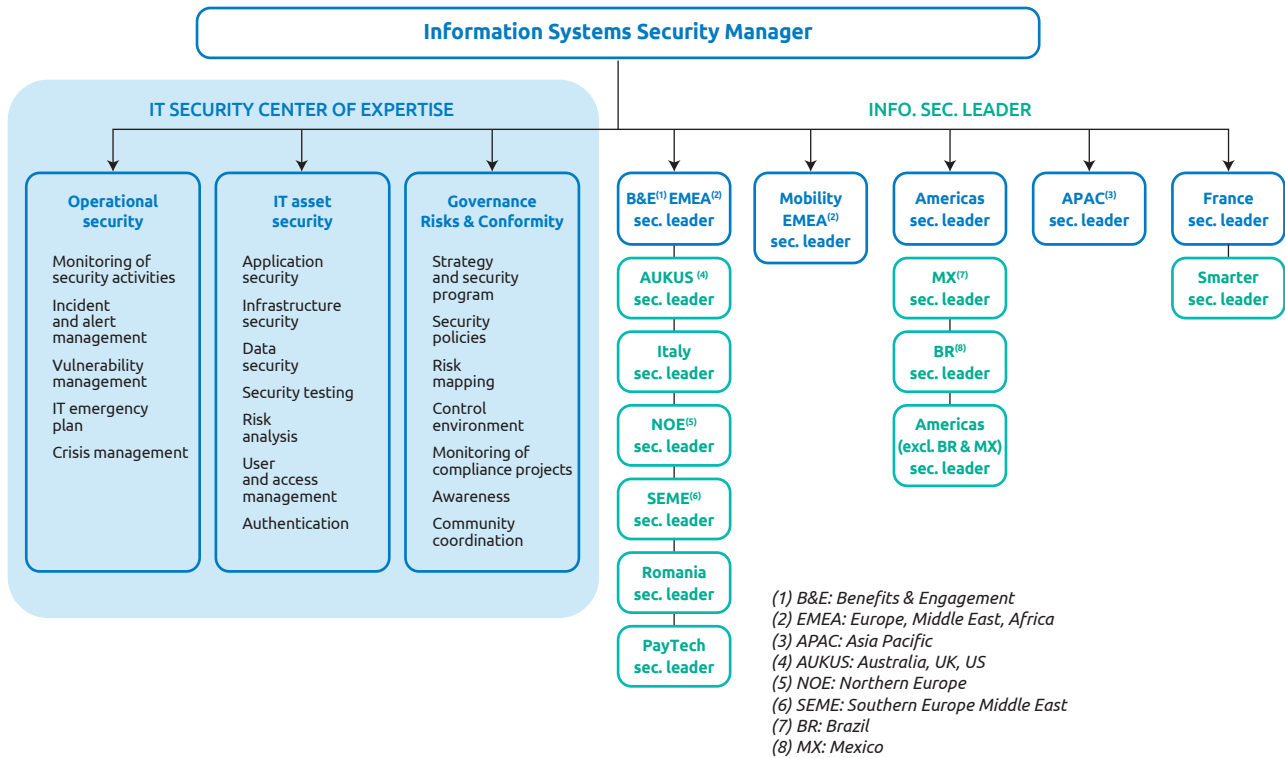 Information Systems Security Manager
IT SECURITY CENTER OF EXPERTISE
Operational
security
Monitoring of
security activities
Incident
and alert
management
Vulnerability
management
IT emergency
plan
Crisis management
IT asset
security
Application
security
Infrastructure
security
Data
security
Security testing
Risk
analysis
User
and access
management
Authentication
Governance
Risks & Conformity
Strategy
and security
program
Security
policies
Risk
mapping
Control
environment
Monitoring of
compliance projects
Awareness
Community
coordination
INFO. SEC. LEADER
B&E(1) EMEA(2)
sec. leader
AUKUS (4)
sec. leader
Italy
sec. leader
NOE(5)
sec. leader
SEME(6)
sec. leader
Romania
sec. leader
PayTech
sec. leader
Mobility
EMEA(2)
sec. leader
Americas
sec. leader
MX(7)
sec. leader
BR(8)
sec. leader
Americas
(excl. BR & MX)
sec. leader
APAC(3)
sec. leader
France
sec. leader
Smarter
sec. leader
(1) B&E: Benefits & Engagement
(2) EMEA: Europe, Middle East, Africa
(3) APAC: Asia Pacific
(4) AUKUS: Australia, UK, US
(5) NOE: Northern Europe
(6) SEME: Southern Europe Middle East
(7) BR: Brazil
(8) MX: Mexico